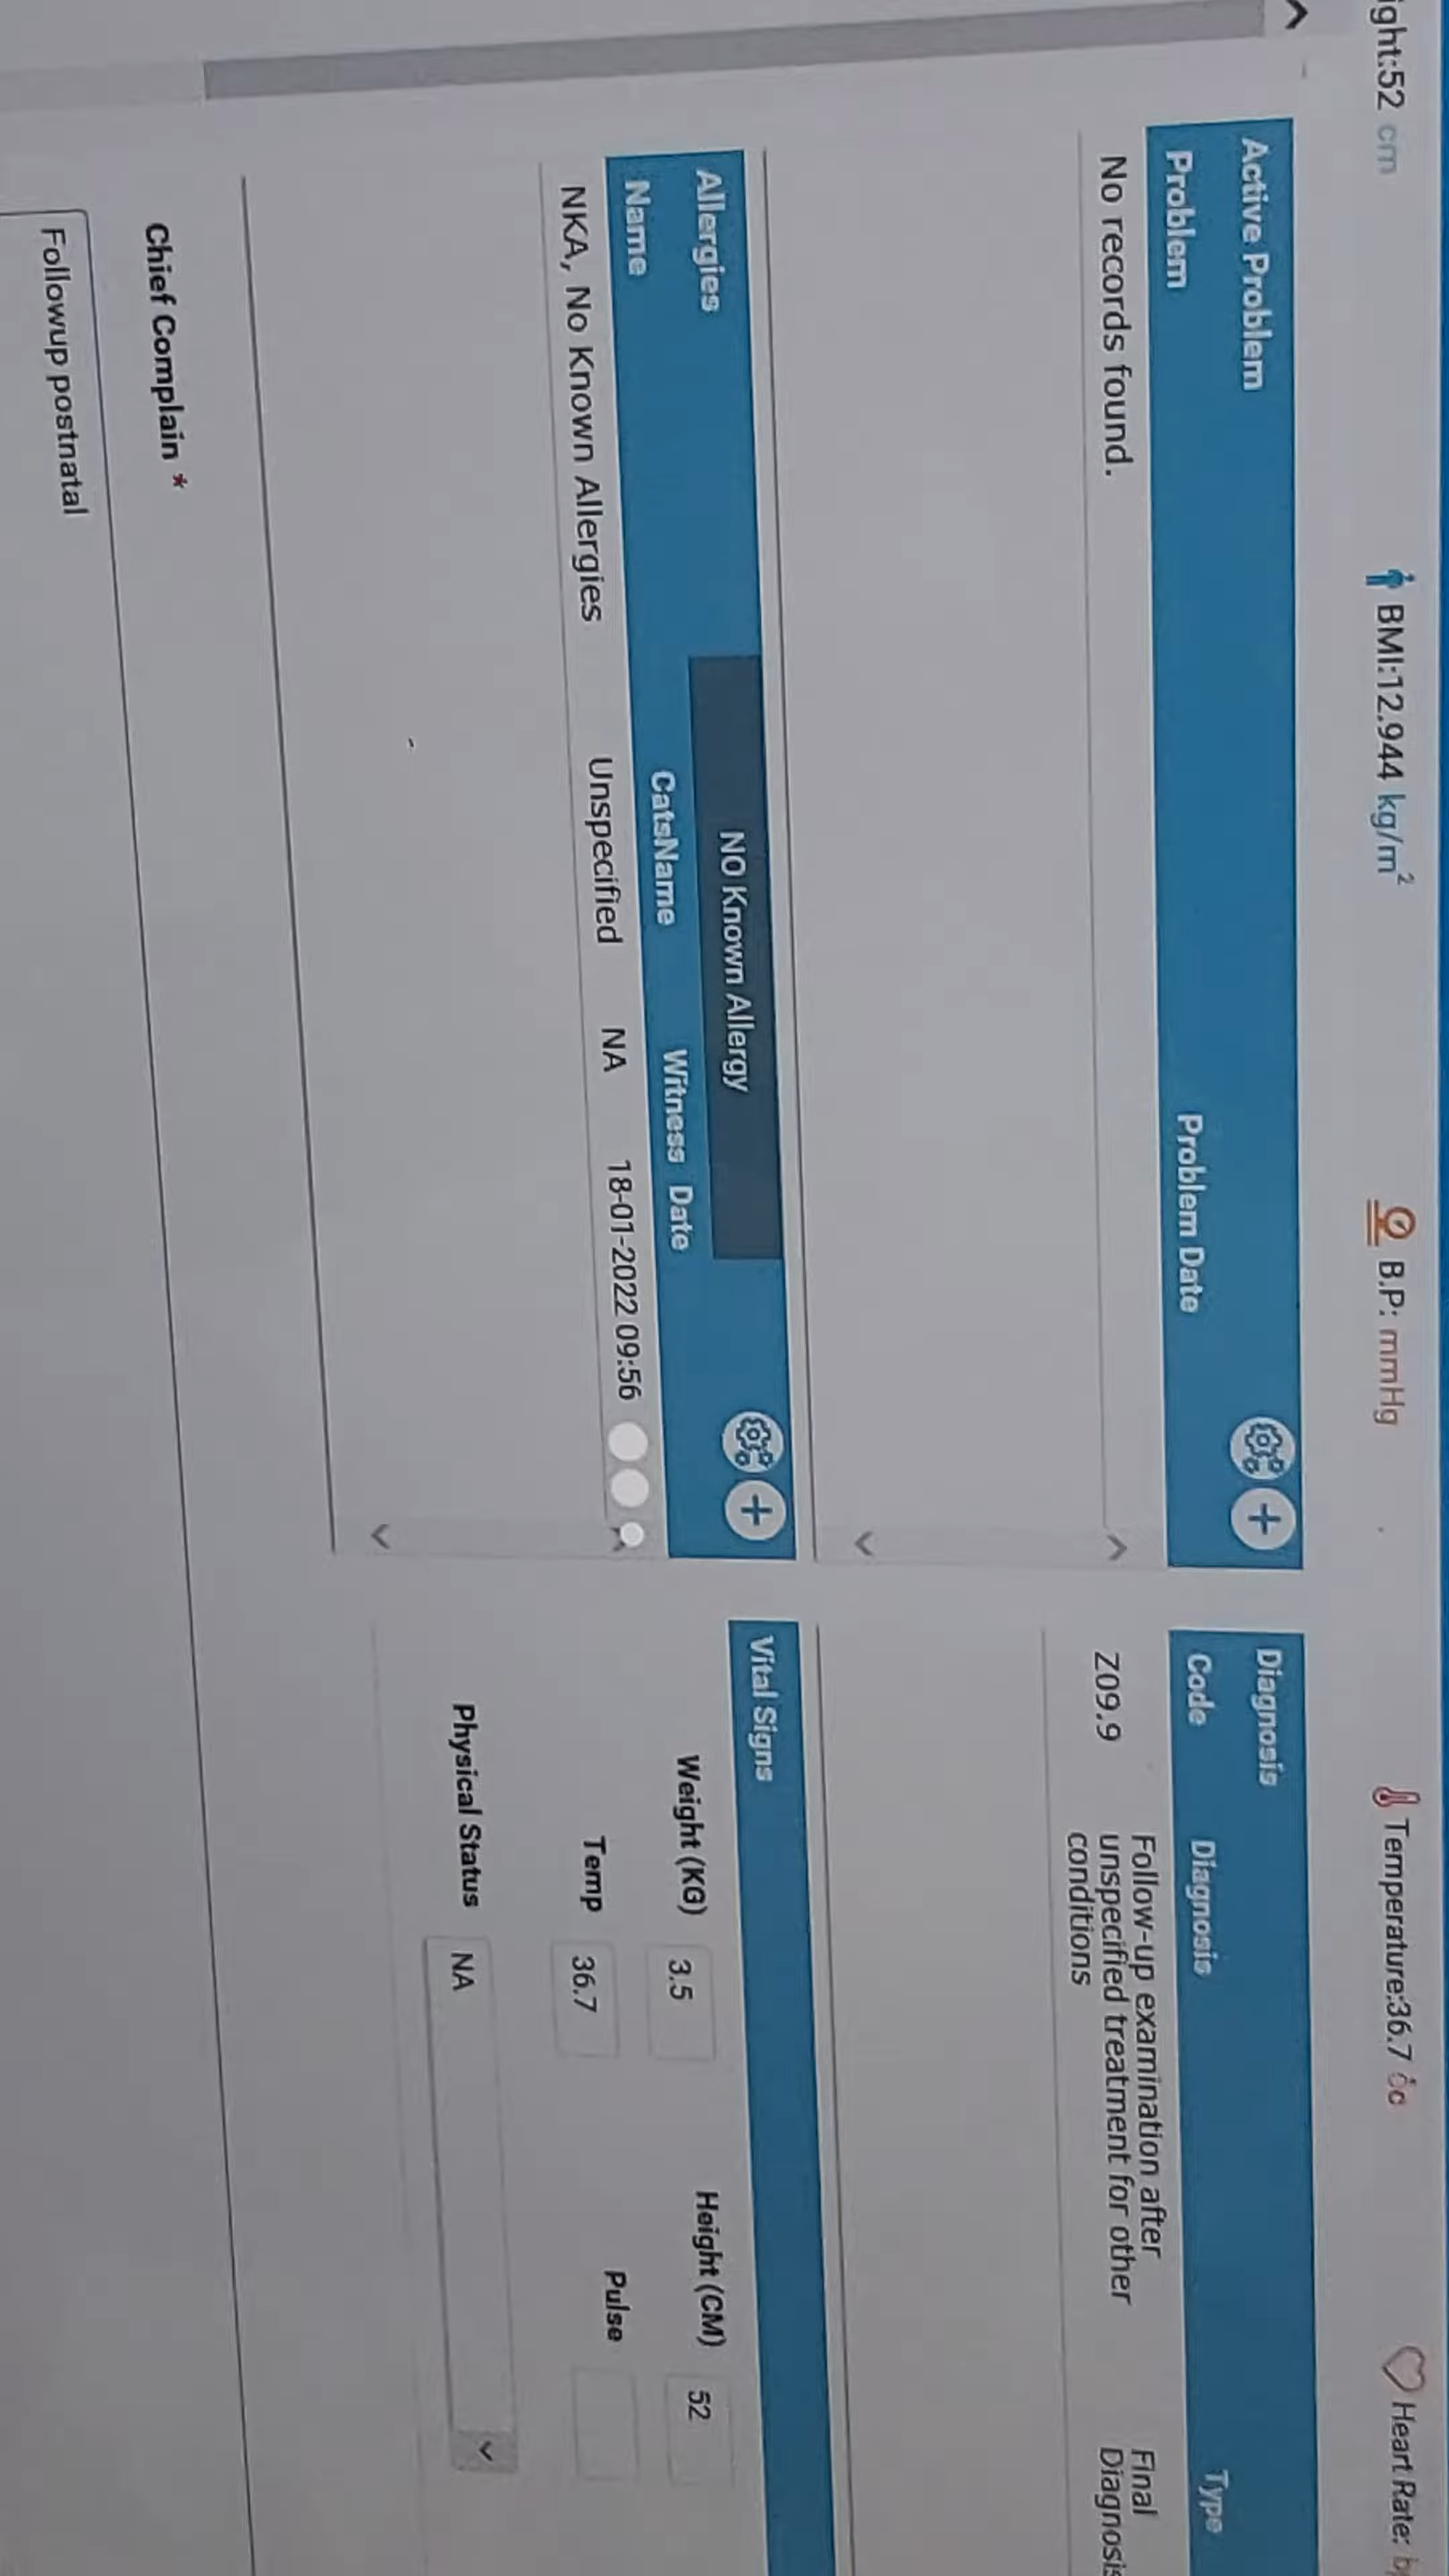 ight:52 cm
BMI:12.944 kg/m²
B.P: mmHg
Temperature:36.7 °c
Heart Rate:
Active Problem
Problem Problem Date
No records found.
Diagnosis
Code Diagnosis Type
Z09.9 Follow-up examination after unspecified treatment for other conditions Final Diagnosis
Allergies
NO Known Allergy
Name CatsName Witness Date
NKA, No Known Allergies Unspecified NA 18-01-2022 09:56
Vital Signs
Weight (KG) 3.5 Height (CM) 52
Temp 36.7 Pulse
Physical Status NA
Chief Complain *
Followup postnatal